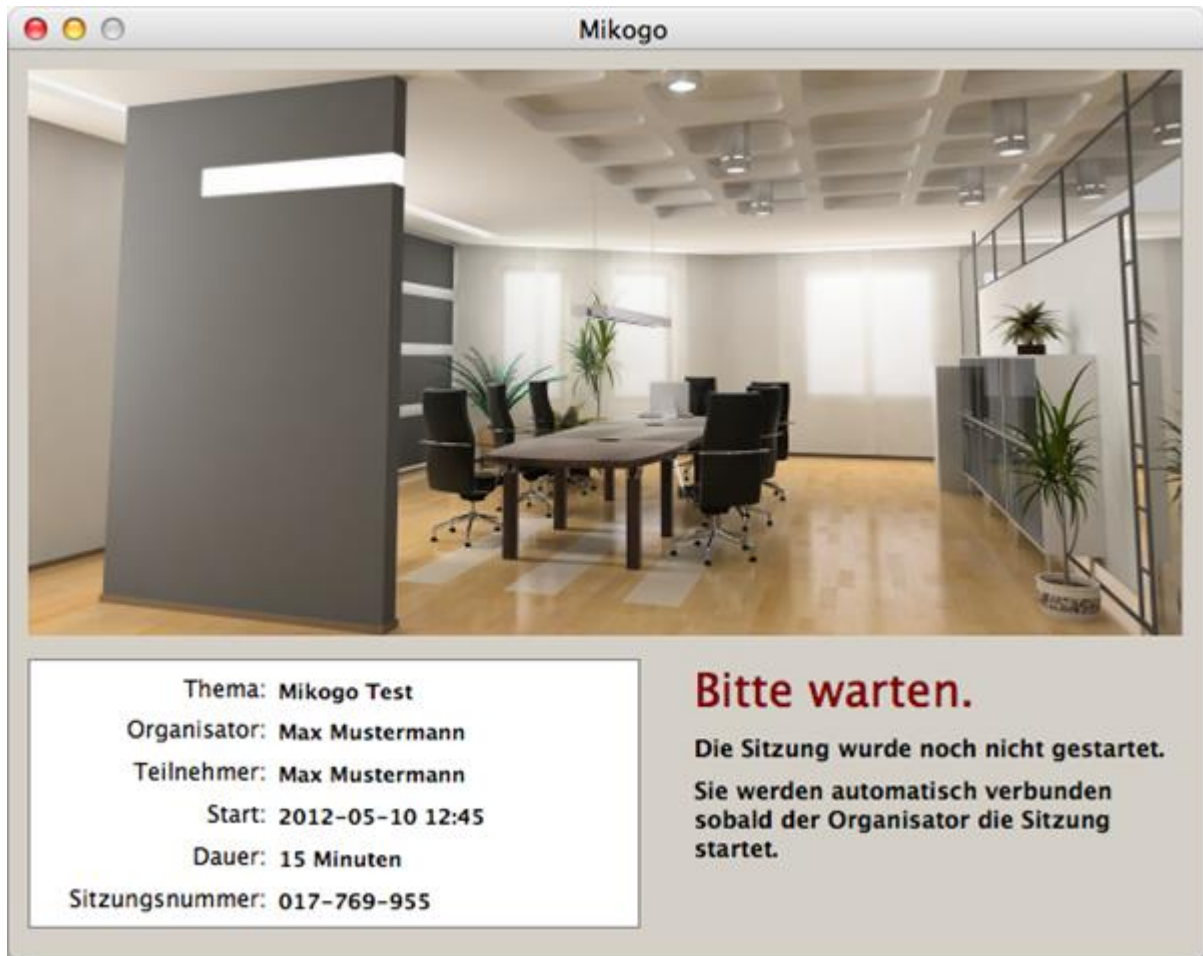 Mikogo
Thema: Mikogo Test
Organisator: Max Mustermann
Teilnehmer: Max Mustermann
Start: 2012-05-10 12:45
Dauer: 15 Minuten
Sitzungsnummer: 017-769-955
Bitte warten.
Die Sitzung wurde noch nicht gestartet.
Sie werden automatisch verbunden
sobald der Organisator die Sitzung
startet.